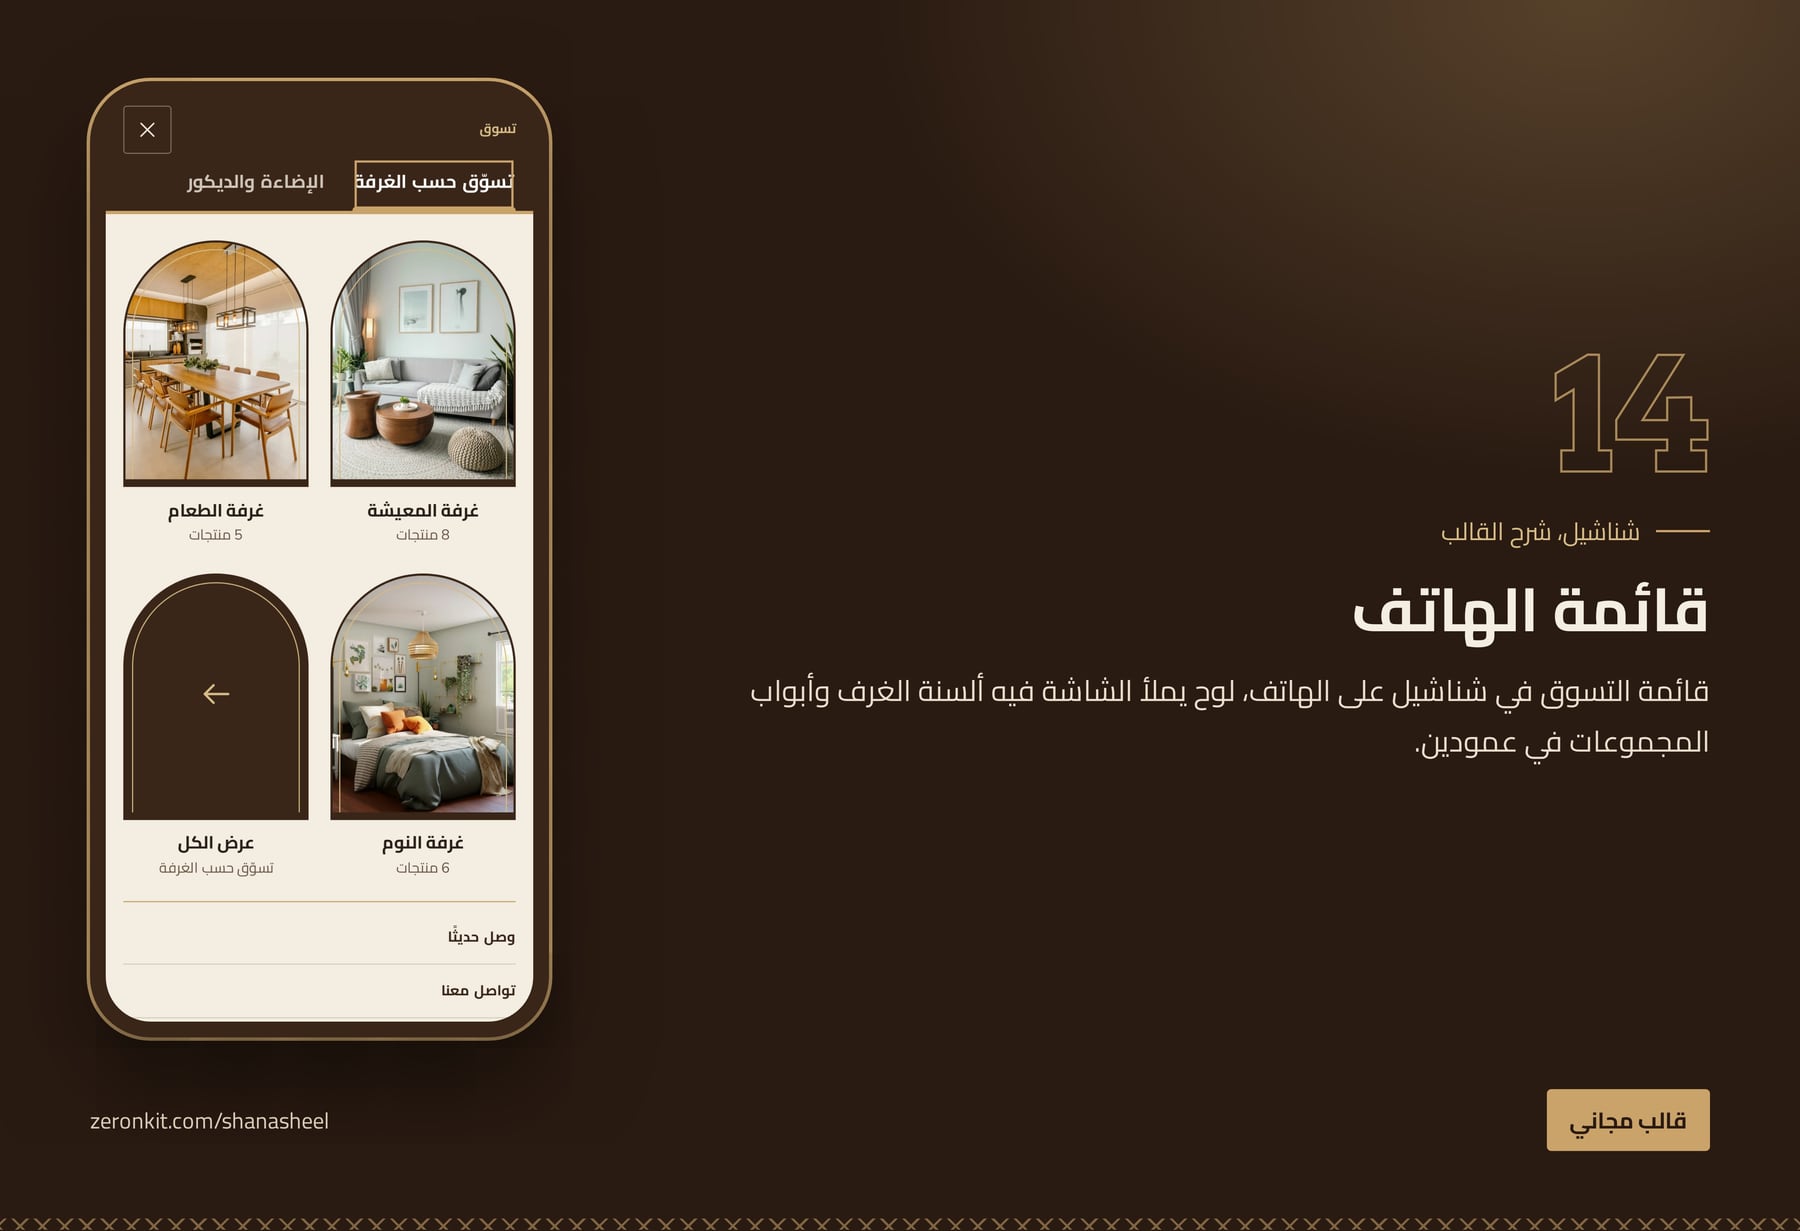 14
شناشيل، شرح القالب
قائمة الهاتف
قائمة التسوق في شناشيل على الهاتف، لوح يملأ الشاشة فيه ألسنة الغرف وأبواب
المجموعات في عمودين.
قالب مجاني
zeronkit.com/shanasheel
تسوق
تسوّق حسب الغرفة
الإضاءة والديكور
غرفة المعيشة
8 منتجات
غرفة الطعام
5 منتجات
غرفة النوم
6 منتجات
عرض الكل
تسوّق حسب الغرفة
وصل حديثًا
تواصل معنا